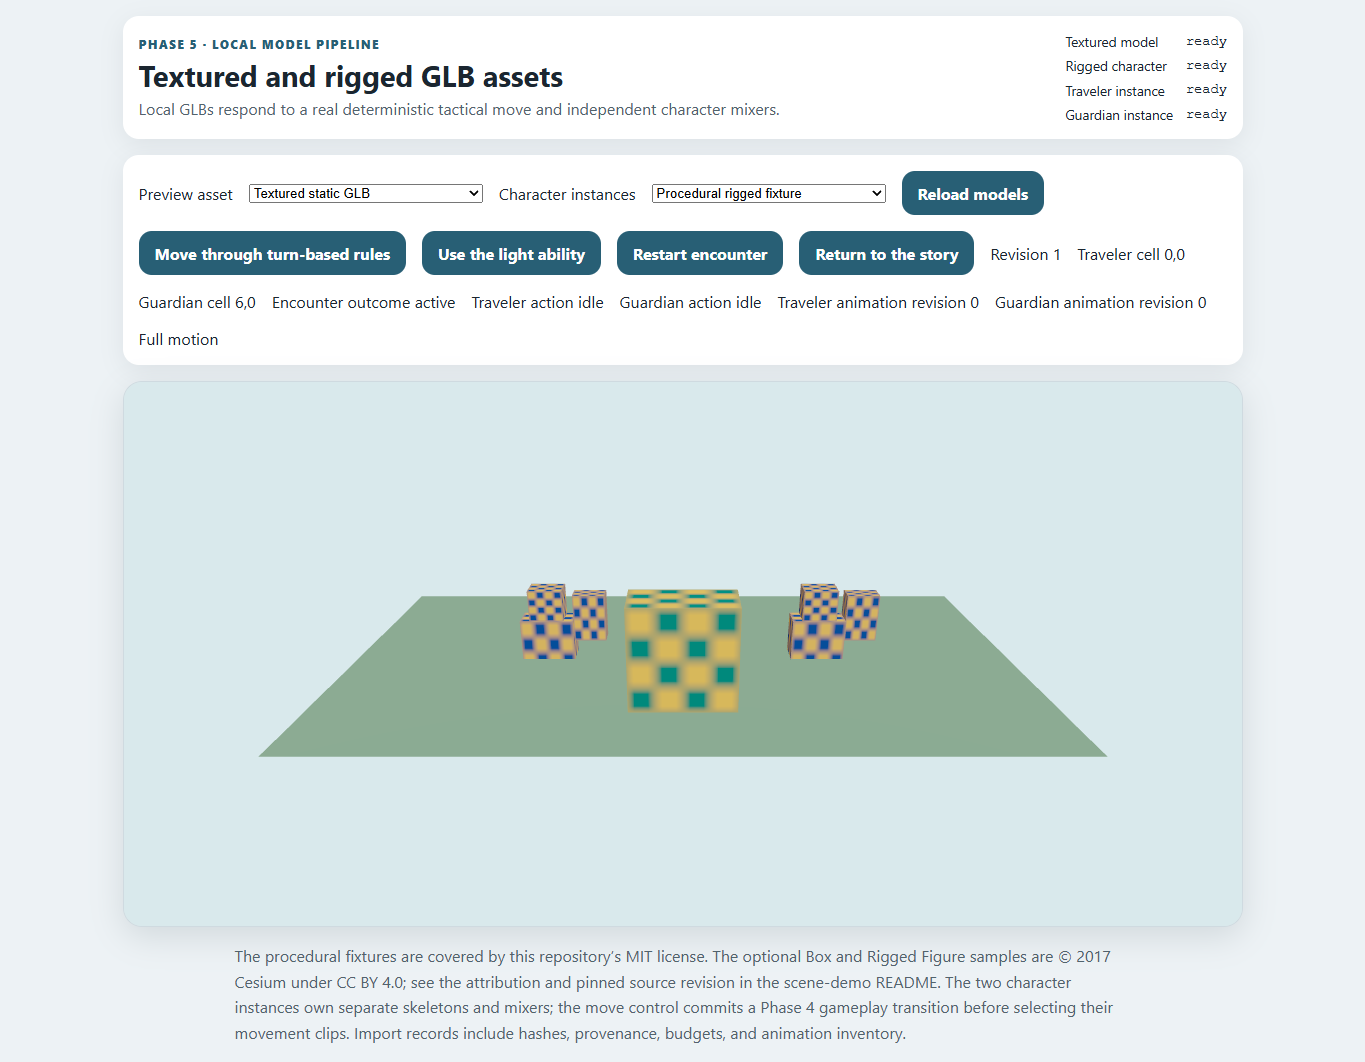 PHASE 5 · LOCAL MODEL PIPELINE
Textured and rigged GLB assets
Local GLBs respond to a real deterministic tactical move and independent character mixers.
Textured model ready
Rigged character ready
Traveler instance ready
Guardian instance ready
Preview asset Textured static GLB Character instances Procedural rigged fixture Reload models
Move through turn-based rules Use the light ability Restart encounter Return to the story Revision 1 Traveler cell 0,0
Guardian cell 6,0 Encounter outcome active Traveler action idle Guardian action idle Traveler animation revision 0 Guardian animation revision 0
Full motion
The procedural fixtures are covered by this repository’s MIT license. The optional Box and Rigged Figure samples are © 2017
Cesium under CC BY 4.0; see the attribution and pinned source revision in the scene-demo README. The two character
instances own separate skeletons and mixers; the move control commits a Phase 4 gameplay transition before selecting their
movement clips. Import records include hashes, provenance, budgets, and animation inventory.